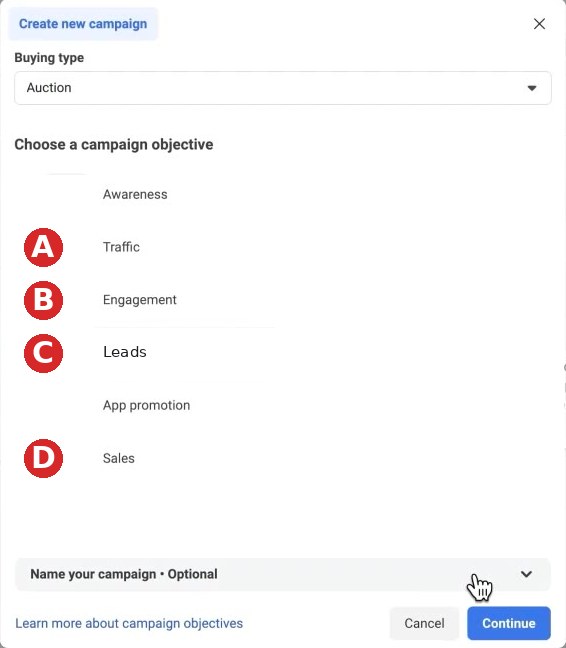 Create new campaign
Buying type
Auction
Choose a campaign objective
Awareness
A Traffic
B Engagement
C Leads
App promotion
D Sales
Name your campaign • Optional
Learn more about campaign objectives Cancel Continue